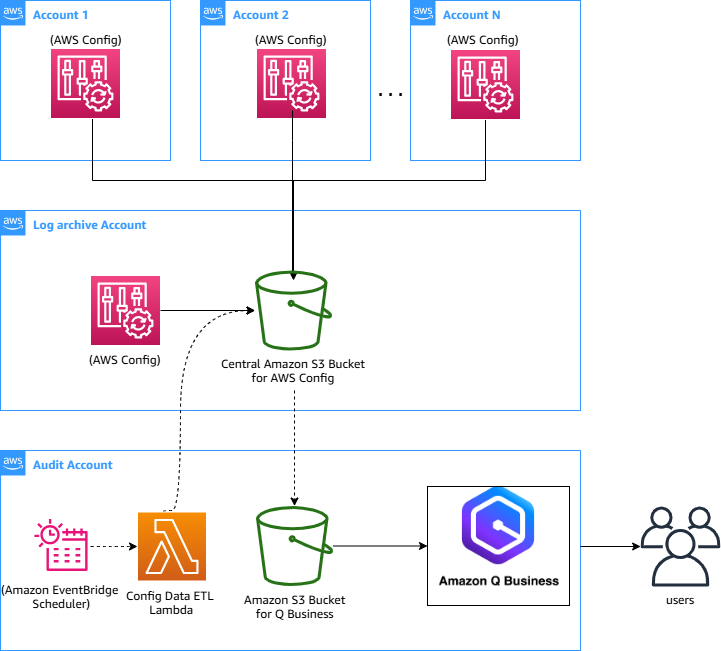 aws
Account 1
aws
Account 2
aws
Account N
(AWS Config)
(AWS Config)
(AWS Config)
...
aws
Log archive Account
(AWS Config)
Central Amazon S3 Bucket
for AWS Config
aws
Audit Account
Amazon Q Business
(Amazon EventBridge
Scheduler)
Config Data ETL
Lambda
Amazon S3 Bucket
for Q Business
users